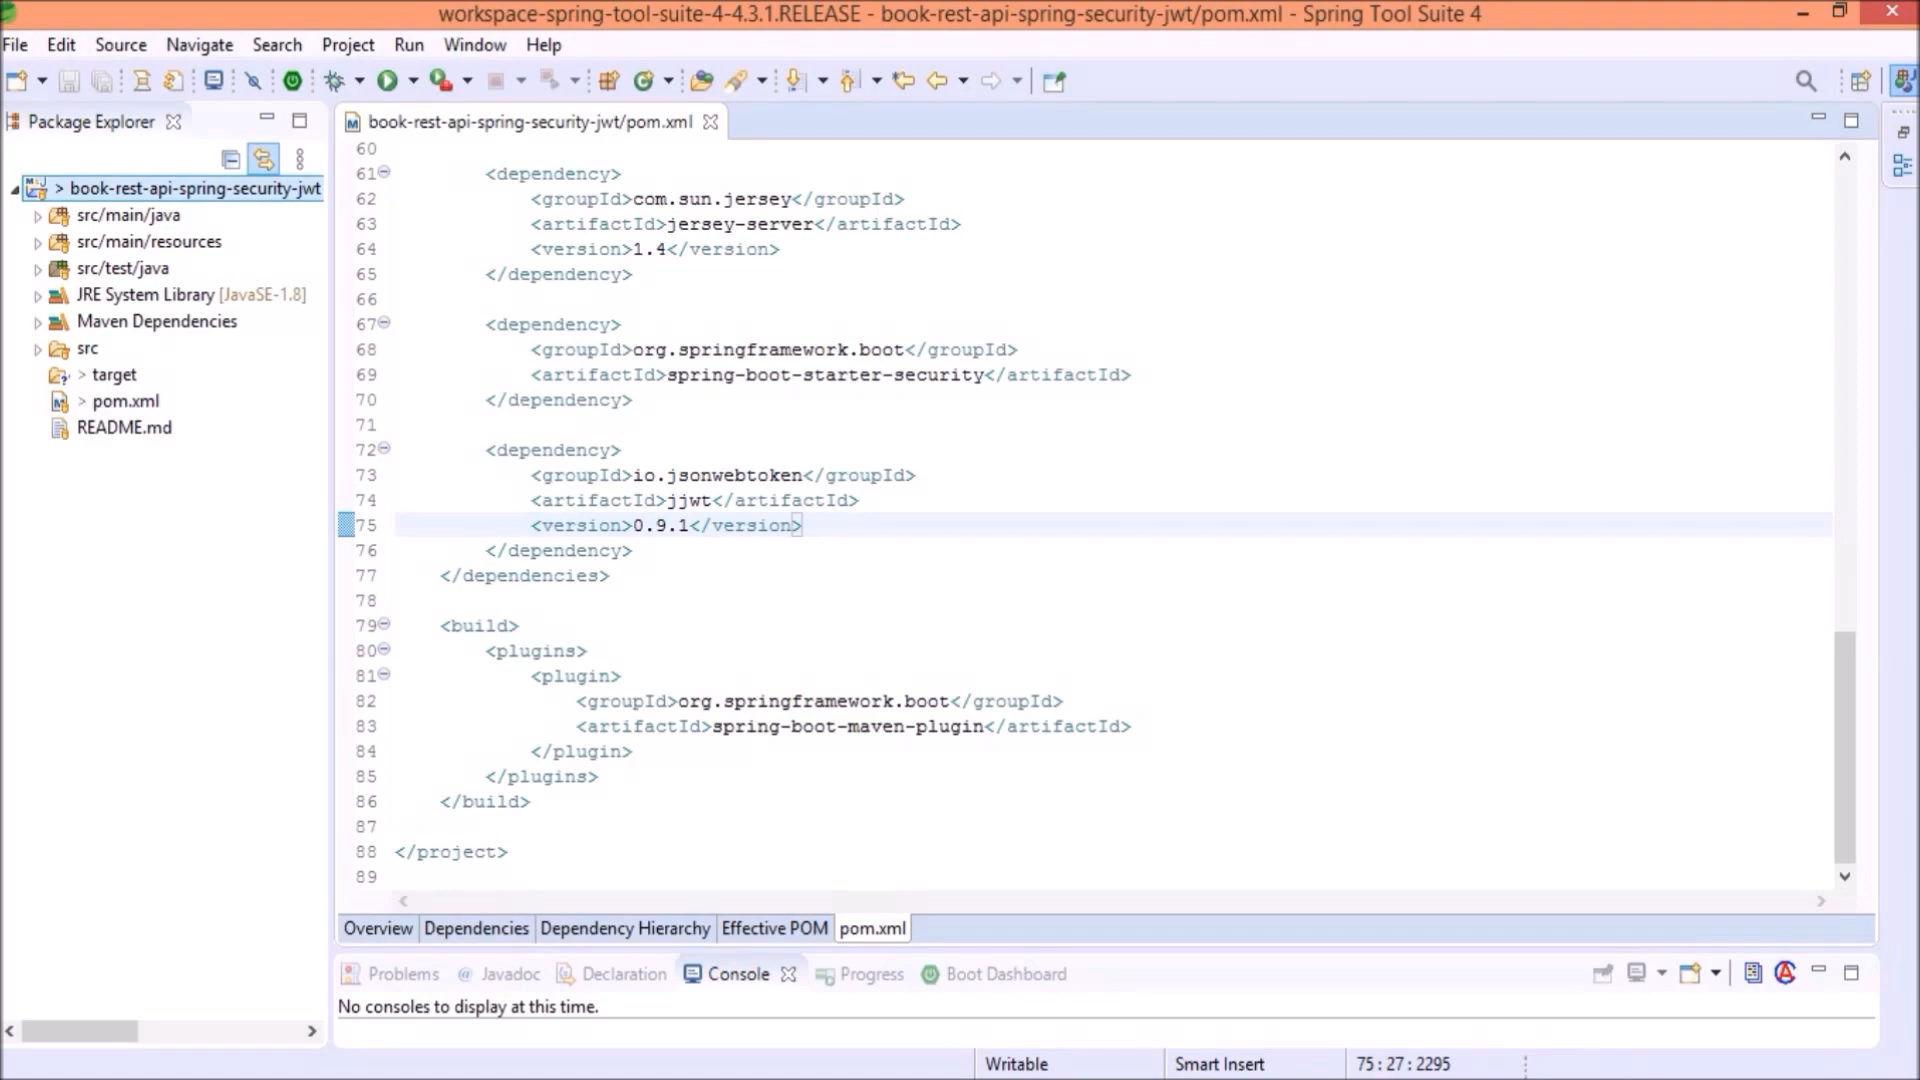 workspace-spring-tool-suite-4-4.3.1.RELEASE - book-rest-api-spring-security-jwt/pom.xml - Spring Tool Suite 4
File Edit Source Navigate Search Project Run Window Help
Package Explorer
> book-rest-api-spring-security-jwt
src/main/java
src/main/resources
src/test/java
JRE System Library [JavaSE-1.8]
Maven Dependencies
src
> target
> pom.xml
README.md
book-rest-api-spring-security-jwt/pom.xml
60
61 <dependency>
62 <groupId>com.sun.jersey</groupId>
63 <artifactId>jersey-server</artifactId>
64 <version>1.4</version>
65 </dependency>
66
67 <dependency>
68 <groupId>org.springframework.boot</groupId>
69 <artifactId>spring-boot-starter-security</artifactId>
70 </dependency>
71
72 <dependency>
73 <groupId>io.jsonwebtoken</groupId>
74 <artifactId>jjwt</artifactId>
75 <version>0.9.1</version>
76 </dependency>
77 </dependencies>
78
79 <build>
80 <plugins>
81 <plugin>
82 <groupId>org.springframework.boot</groupId>
83 <artifactId>spring-boot-maven-plugin</artifactId>
84 </plugin>
85 </plugins>
86 </build>
87
88 </project>
89
Overview Dependencies Dependency Hierarchy Effective POM pom.xml
Problems @ Javadoc Declaration Console Progress Boot Dashboard
No consoles to display at this time.
Writable Smart Insert 75 : 27 : 2295